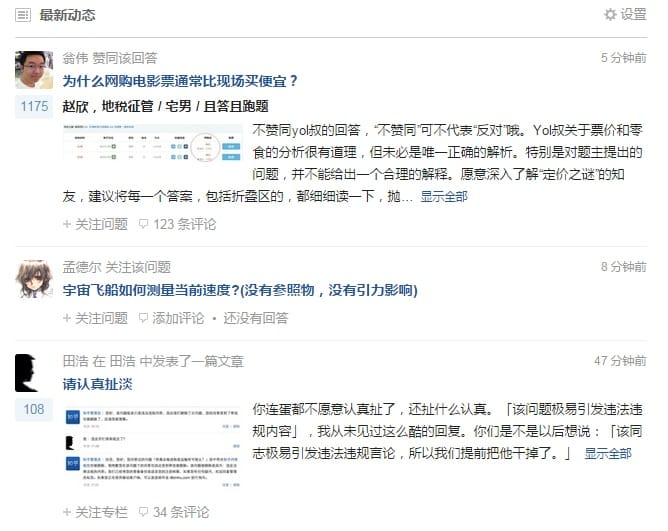 最新动态
设置
翁伟 赞同该回答
5 分钟前
为什么网购电影票通常比现场买便宜？
1175
赵欣，地税征管 / 宅男 / 且答且跑题
不赞同yol叔的回答，“不赞同”可不代表“反对”哦。Yol叔关于票价和零
食的分析很有道理，但未必是唯一正确的解析。特别是对题主提出的
问题，并不能给出一个合理的解释。愿意深入了解“定价之谜”的知
友，建议将每一个答案，包括折叠区的，都细细读一下，抛... 显示全部
+ 关注问题 123 条评论
孟德尔 关注该问题
8 分钟前
宇宙飞船如何测量当前速度?(没有参照物，没有引力影响)
+ 关注问题 添加评论 • 还没有回答
田浩 在 田浩 中发表了一篇文章
47 分钟前
请认真扯淡
108
你连蛋都不愿意认真扯了，还扯什么认真。「该问题极易引发违法违
规内容」，我从未见过这么酷的回复。你们是不是以后想说：「该同
志极易引发违法违规言论，所以我们提前把他干掉了。」 显示全部
+ 关注专栏 34 条评论